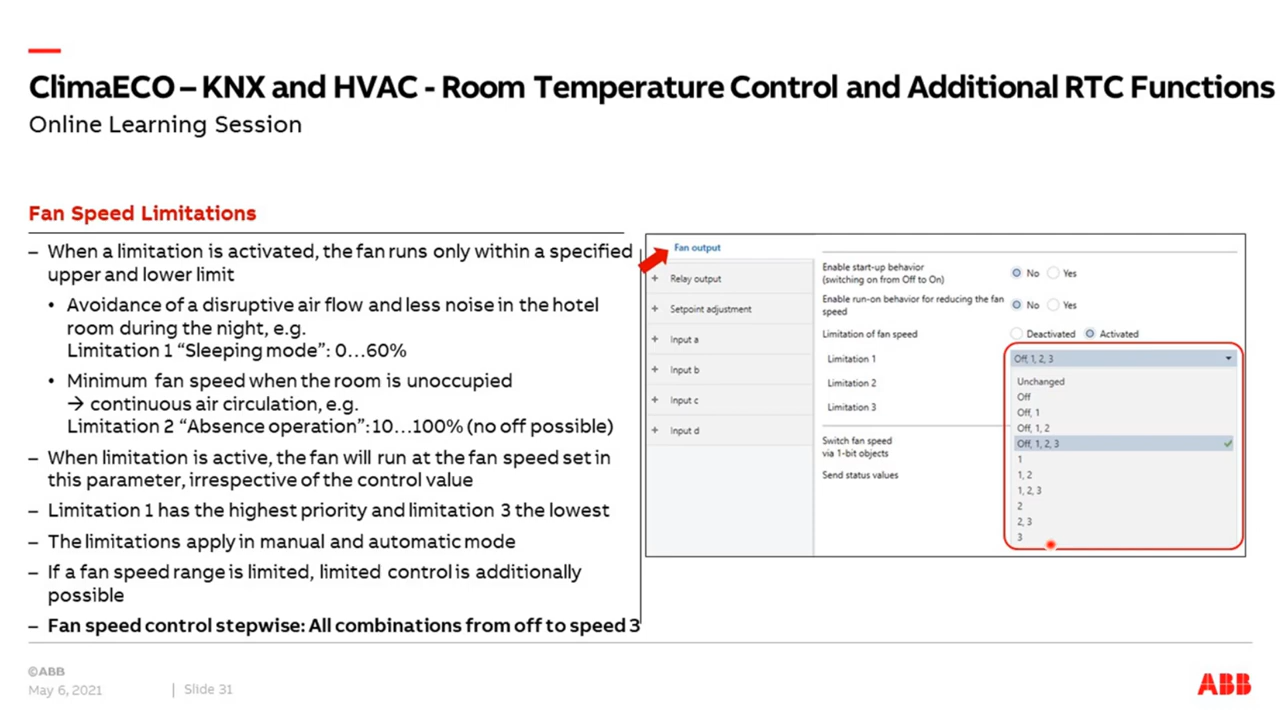 ClimaECO – KNX and HVAC - Room Temperature Control and Additional RTC Functions
Online Learning Session
Fan Speed Limitations
– When a limitation is activated, the fan runs only within a specified
upper and lower limit
• Avoidance of a disruptive air flow and less noise in the hotel
room during the night, e.g.
Limitation 1 “Sleeping mode”: 0...60%
• Minimum fan speed when the room is unoccupied
→ continuous air circulation, e.g.
Limitation 2 “Absence operation”: 10...100% (no off possible)
– When limitation is active, the fan will run at the fan speed set in
this parameter, irrespective of the control value
– Limitation 1 has the highest priority and limitation 3 the lowest
– The limitations apply in manual and automatic mode
– If a fan speed range is limited, limited control is additionally
possible
– Fan speed control stepwise: All combinations from off to speed 3
Fan output
+ Relay output
+ Setpoint adjustment
+ Input a
+ Input b
+ Input c
+ Input d
Enable start-up behavior
(switching on from Off to On)
No Yes
Enable run-on behavior for reducing the fan
speed
No Yes
Limitation of fan speed
Deactivated Activated
Limitation 1
Off, 1, 2, 3
Limitation 2
Limitation 3
Switch fan speed
via 1-bit objects
Send status values
Unchanged
Off
Off, 1
Off, 1, 2
Off, 1, 2, 3
1
1, 2
1, 2, 3
2
2, 3
3
©ABB
May 6, 2021 | Slide 31
ABB